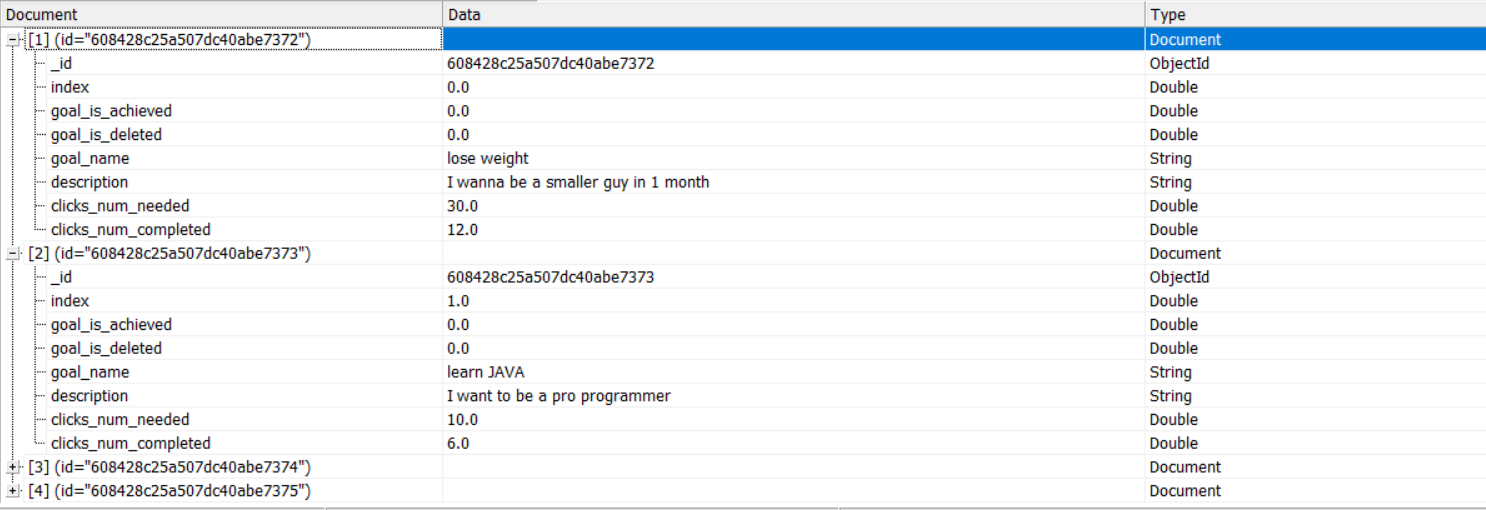 Document Data Type
[1] (id="608428c25a507dc40abe7372") Document
_id 608428c25a507dc40abe7372 ObjectId
index 0.0 Double
goal_is_achieved 0.0 Double
goal_is_deleted 0.0 Double
goal_name lose weight String
description I wanna be a smaller guy in 1 month String
clicks_num_needed 30.0 Double
clicks_num_completed 12.0 Double
[2] (id="608428c25a507dc40abe7373") Document
_id 608428c25a507dc40abe7373 ObjectId
index 1.0 Double
goal_is_achieved 0.0 Double
goal_is_deleted 0.0 Double
goal_name learn JAVA String
description I want to be a pro programmer String
clicks_num_needed 10.0 Double
clicks_num_completed 6.0 Double
[3] (id="608428c25a507dc40abe7374") Document
[4] (id="608428c25a507dc40abe7375") Document